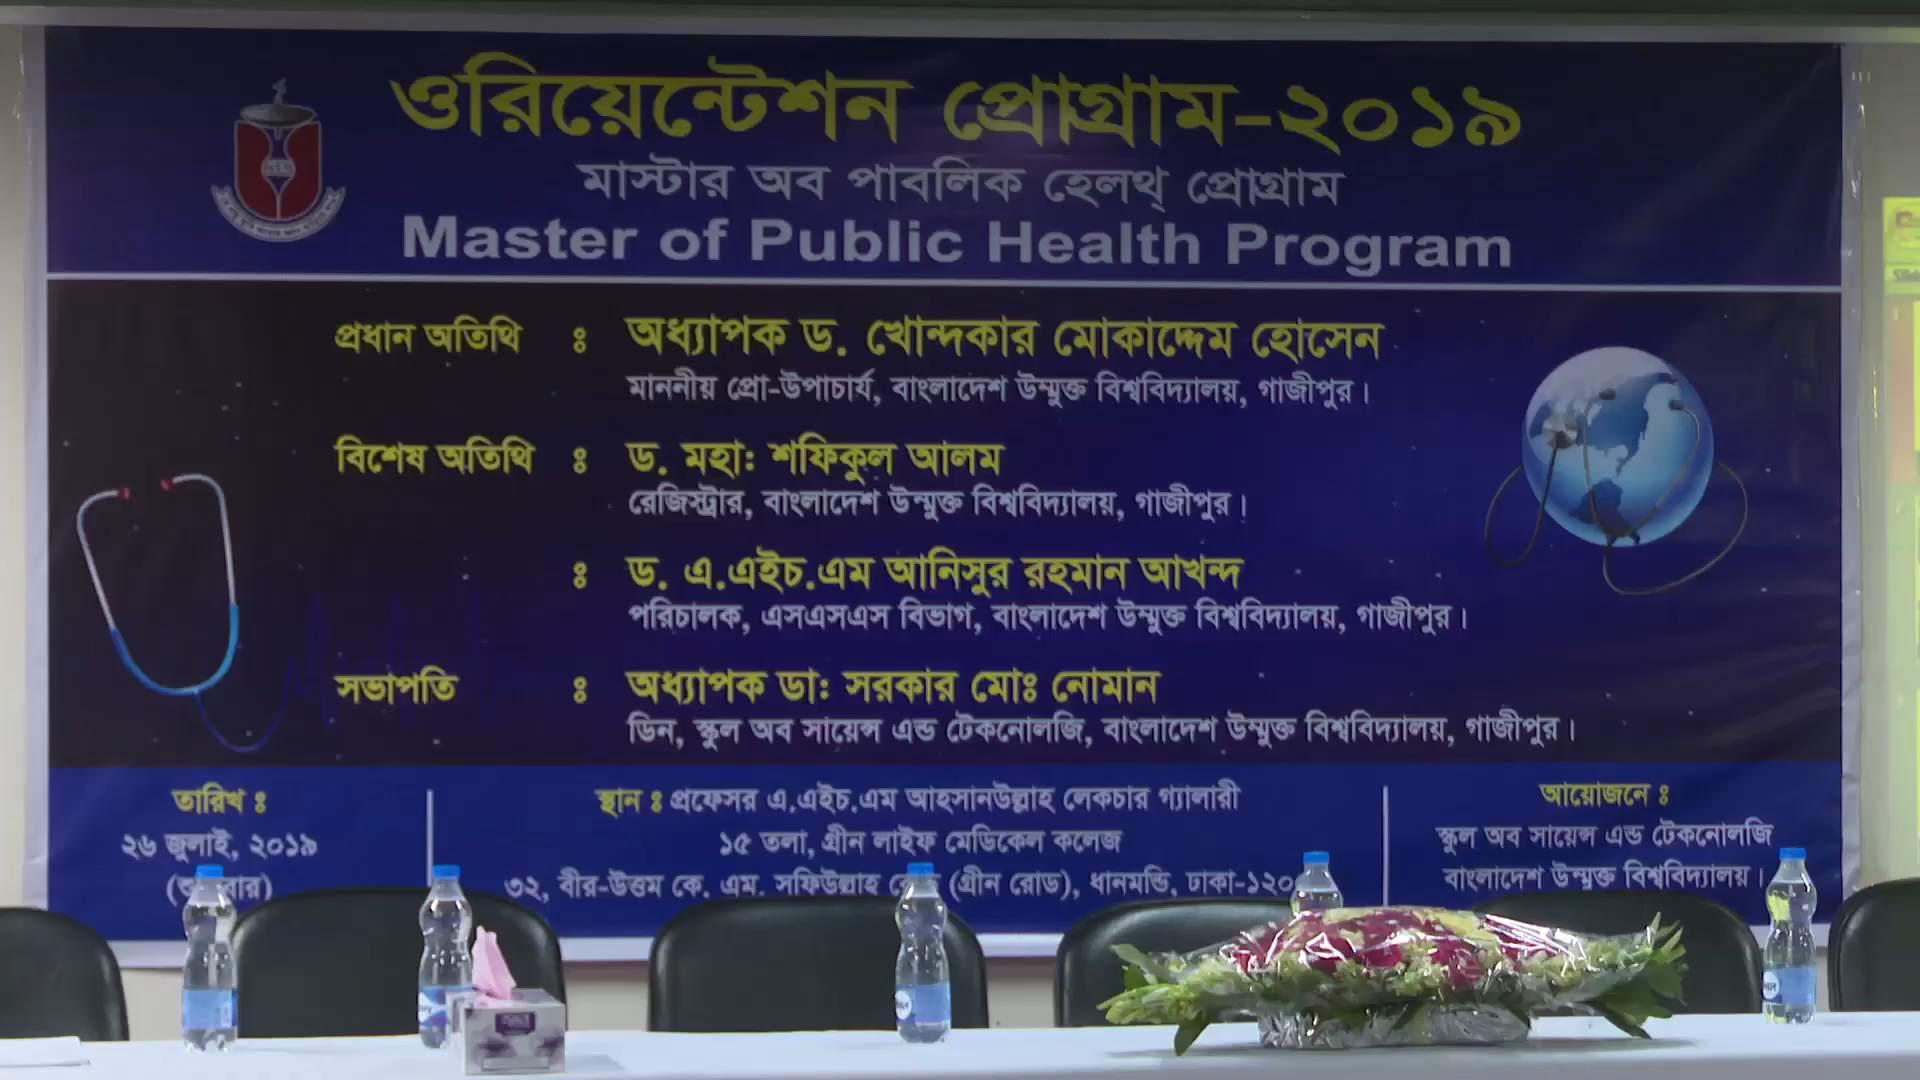 ওরিয়েন্টেশন প্রোগ্রাম-২০১৯
মাস্টার অব পাবলিক হেলথ্ প্রোগ্রাম
Master of Public Health Program
প্রধান অতিথি : অধ্যাপক ড. খোন্দকার মোকাদ্দেম হোসেন
মাননীয় প্রো-উপাচার্য, বাংলাদেশ উম্মুক্ত বিশ্ববিদ্যালয়, গাজীপুর।
বিশেষ অতিথি : ড. মহা: শফিকুল আলম
রেজিস্ট্রার, বাংলাদেশ উন্মুক্ত বিশ্ববিদ্যালয়, গাজীপুর।
: ড. এ.এইচ.এম আনিসুর রহমান আখন্দ
পরিচালক, এসএসএস বিভাগ, বাংলাদেশ উম্মুক্ত বিশ্ববিদ্যালয়, গাজীপুর।
সভাপতি : অধ্যাপক ডা: সরকার মোঃ নোমান
ডিন, স্কুল অব সায়েন্স এন্ড টেকনোলজি, বাংলাদেশ উম্মুক্ত বিশ্ববিদ্যালয়, গাজীপুর।
তারিখ :
২৬ জুলাই, ২০১৯
স্থান : প্রফেসর এ.এইচ.এম আহসানউল্লাহ লেকচার গ্যালারী
১৫ তলা, গ্রীন লাইফ মেডিকেল কলেজ
৩২, বীর-উত্তম কে. এম. সফিউল্লাহ (গ্রীন রোড), ধানমন্ডি, ঢাকা-১২০
আয়োজনে :
স্কুল অব সায়েন্স এন্ড টেকনোলজি
বাংলাদেশ উন্মুক্ত বিশ্ববিদ্যালয়।